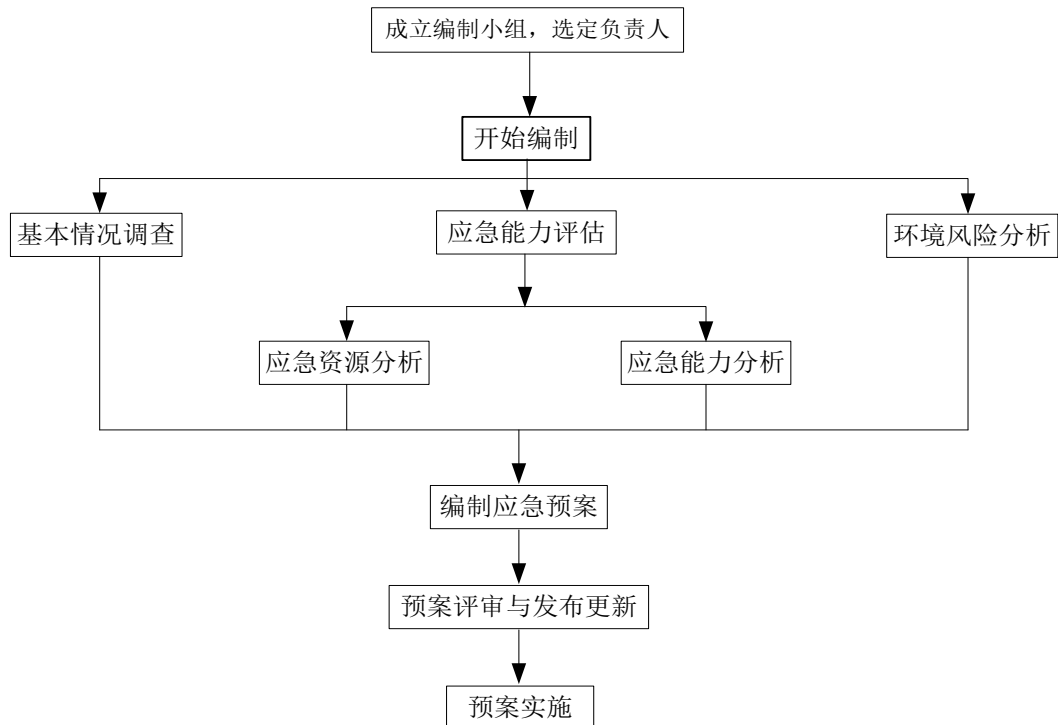 成立编制小组，选定负责人
开始编制
基本情况调查
应急能力评估
环境风险分析
应急资源分析
应急能力分析
编制应急预案
预案评审与发布更新
预案实施